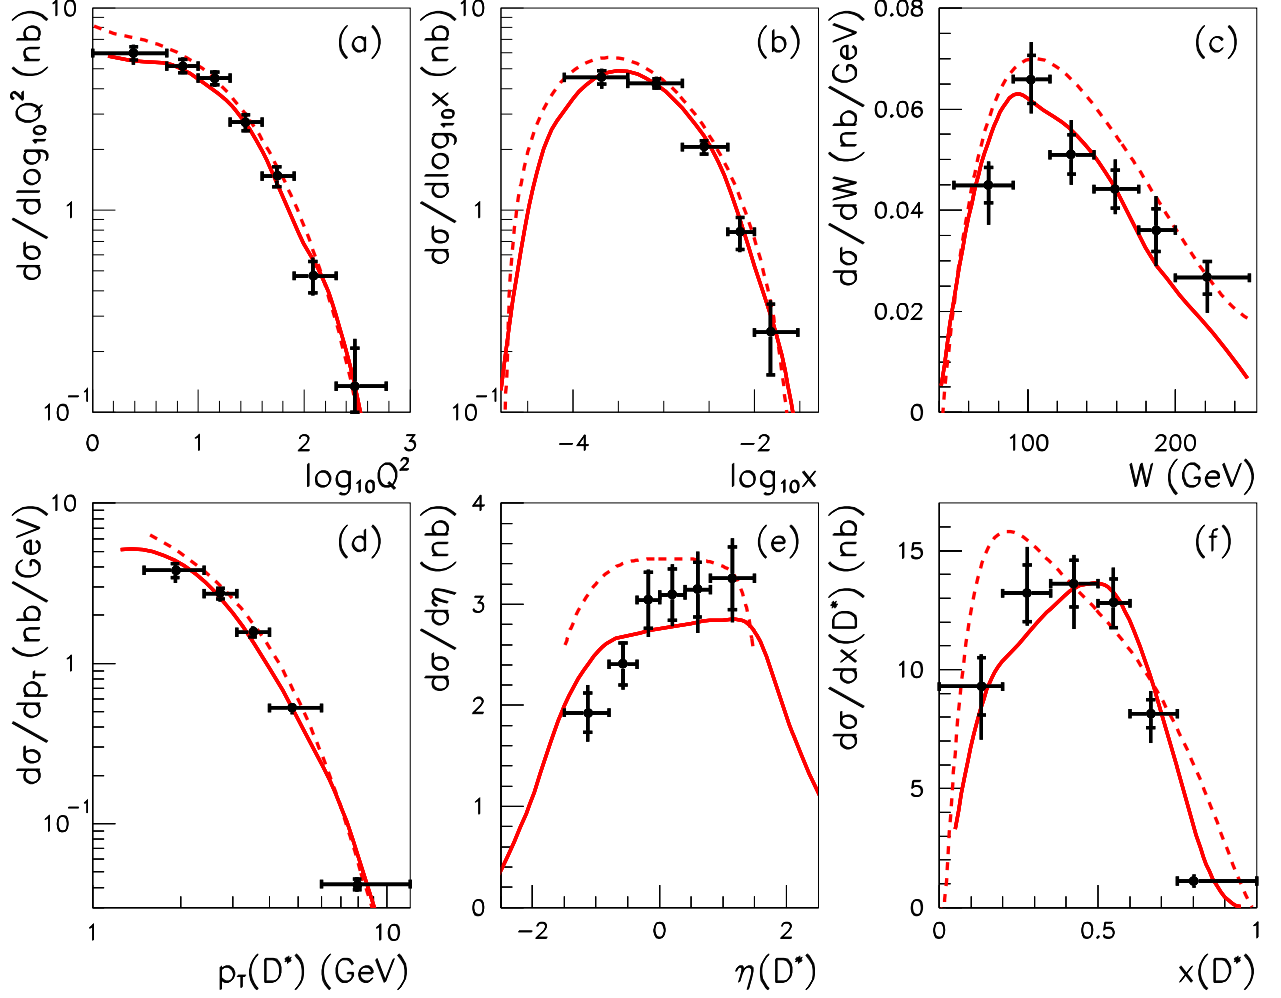 dσ/dlog₁₀Q² (nb)
10
1
10⁻¹
(a)
0 1 2 3
log₁₀Q²
dσ/dlog₁₀x (nb)
10
1
10⁻¹
(b)
−4 −2
log₁₀x
dσ/dW (nb/GeV)
0.08
0.06
0.04
0.02
0
(c)
100 200
W (GeV)
dσ/dp_T (nb/GeV)
10
1
10⁻¹
(d)
1 10
p_T(D*) (GeV)
dσ/dη (nb)
4
3
2
1
0
(e)
−2 0 2
η(D*)
dσ/dx(D*) (nb)
15
10
5
0
(f)
0 0.5 1
x(D*)